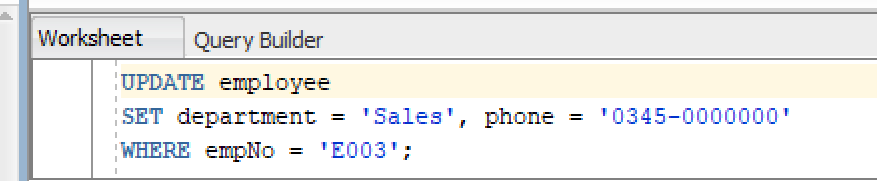 Worksheet Query Builder
UPDATE employee
SET department = 'Sales', phone = '0345-0000000'
WHERE empNo = 'E003';